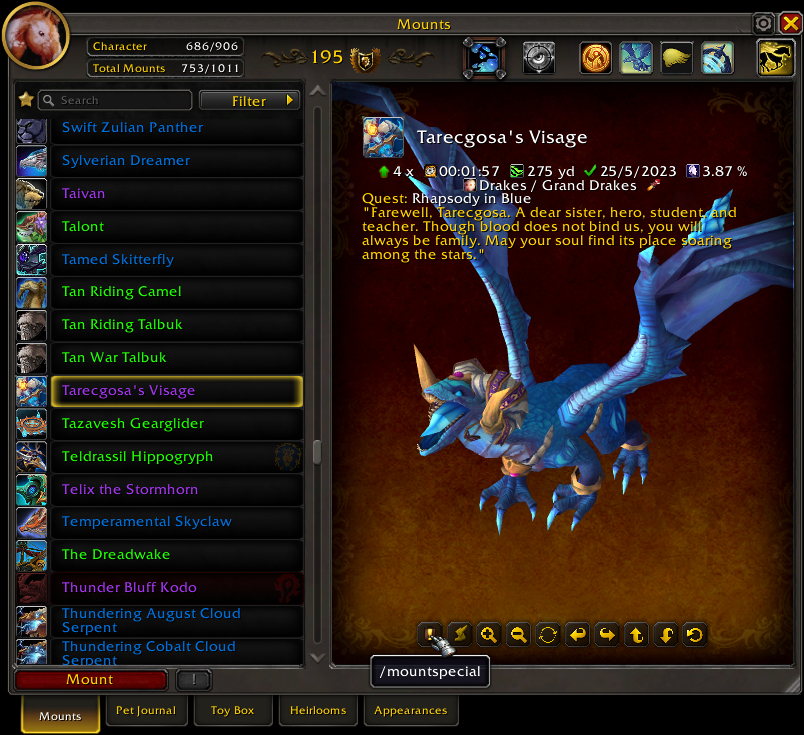 Mounts
Character 686/906
Total Mounts 753/1011
195
Search
Filter
Swift Zulian Panther
Sylverian Dreamer
Taivan
Talont
Tamed Skitterfly
Tan Riding Camel
Tan Riding Talbuk
Tan War Talbuk
Tarecgosa's Visage
Tazavesh Gearglider
Teldrassil Hippogryph
Telix the Stormhorn
Temperamental Skyclaw
The Dreadwake
Thunder Bluff Kodo
Thundering August Cloud
Serpent
Thundering Cobalt Cloud
Serpent
Tarecgosa's Visage
4 x 00:01:57 275 yd 25/5/2023 3.87 %
Drakes / Grand Drakes
Quest: Rhapsody in Blue
"Farewell, Tarecgosa. A dear sister, hero, student, and
teacher. Though blood does not bind us, you will
always be family. May your soul find its place soaring
among the stars."
/mountspecial
Mount
!
Mounts
Pet Journal
Toy Box
Heirlooms
Appearances